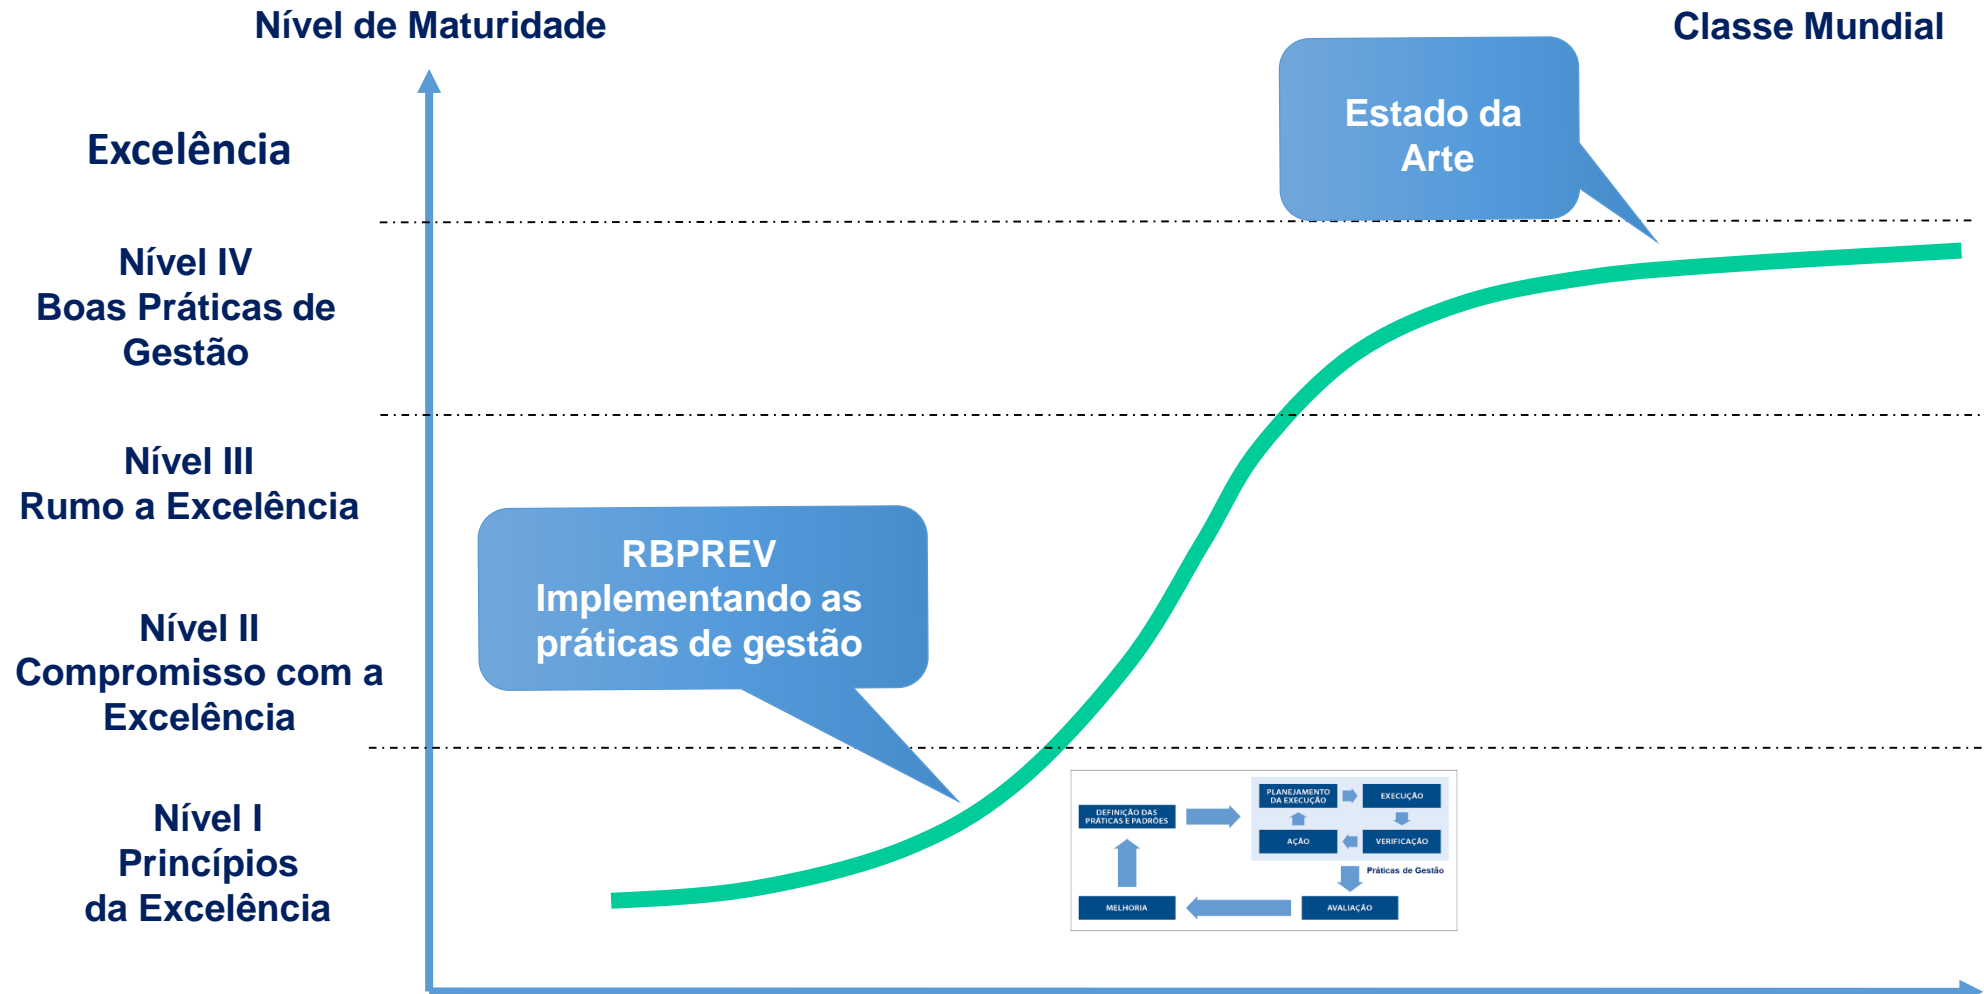 Nível de Maturidade
Classe Mundial
Estado da
Arte
Excelência
Nível IV
Boas Práticas de
Gestão
Nível III
Rumo a Excelência
RBPREV
Implementando as
práticas de gestão
Nível II
Compromisso com a
Excelência
Nível I
Princípios
da Excelência
DEFINIÇÃO DAS
PRÁTICAS E PADRÕES
PLANEJAMENTO
DA EXECUÇÃO
EXECUÇÃO
AÇÃO
VERIFICAÇÃO
Práticas de Gestão
MELHORIA
AVALIAÇÃO